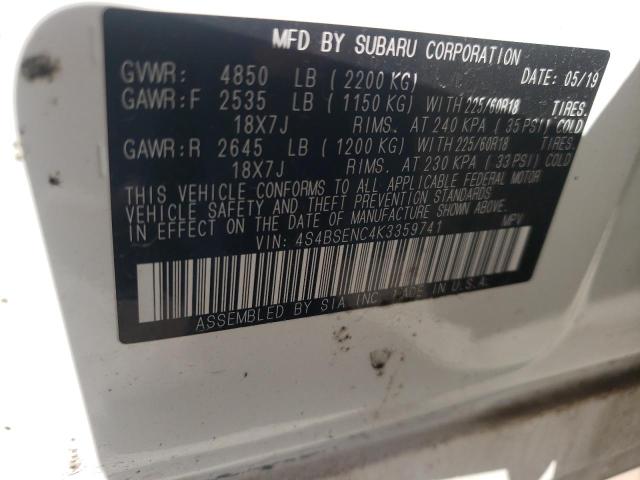 MFD BY SUBARU CORPORATION
GVWR: 4850 LB (2200 KG) DATE: 05/19
GAWR:F 2535 LB (1150 KG) WITH 225/60R18 TIRES.
18X7J RIMS. AT 240 KPA (35 PSI) COLD
GAWR:R 2645 LB (1200 KG) WITH 225/60R18 TIRES
18X7J RIMS. AT 230 KPA (33 PSI) COLD
THIS VEHICLE CONFORMS TO ALL APPLICABLE FEDERAL MOTOR
VEHICLE SAFETY AND THEFT PREVENTION STANDARDS
IN EFFECT ON THE DATE OF MANUFACTURE SHOWN ABOVE.
VIN: 4S4BSENC4K3359741 MPV
ASSEMBLED BY SIA INC. MADE IN U.S.A.